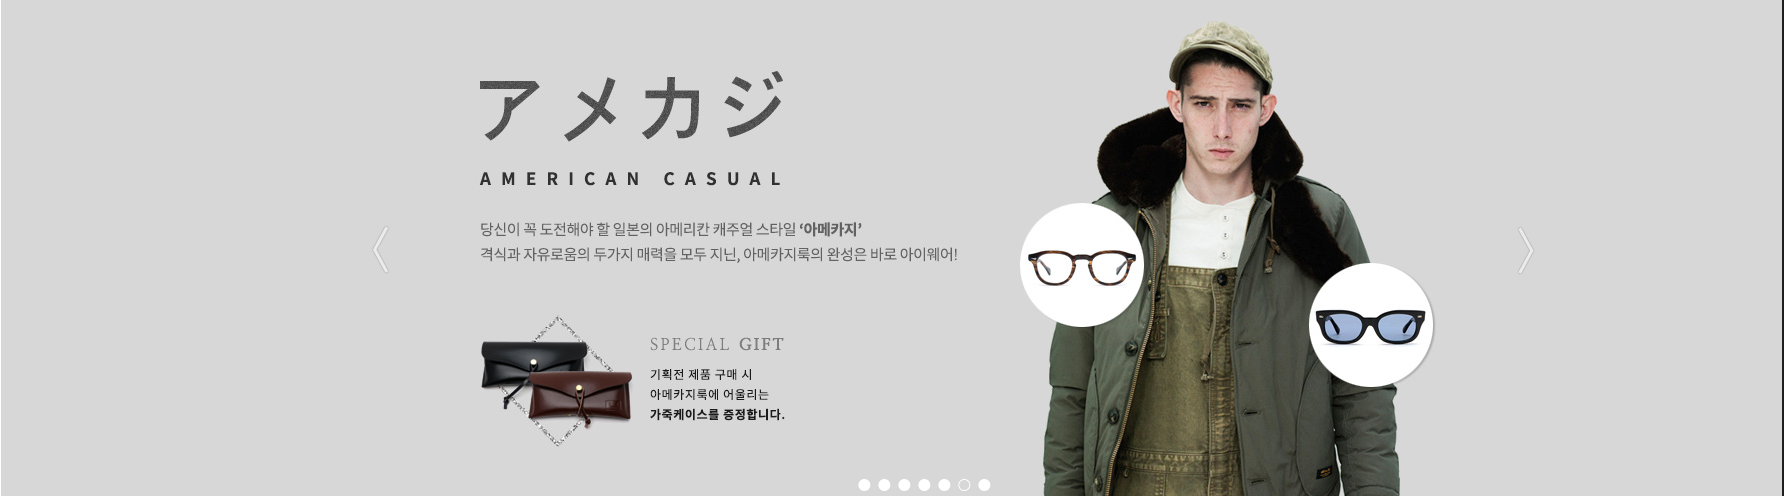 アメカジ
AMERICAN CASUAL
당신이 꼭 도전해야 할 일본의 아메리칸 캐주얼 스타일 ‘아메카지’
격식과 자유로움의 두가지 매력을 모두 지닌, 아메카지룩의 완성은 바로 아이웨어!
SPECIAL GIFT
기획전 제품 구매 시
아메카지룩에 어울리는
가죽케이스를 증정합니다.